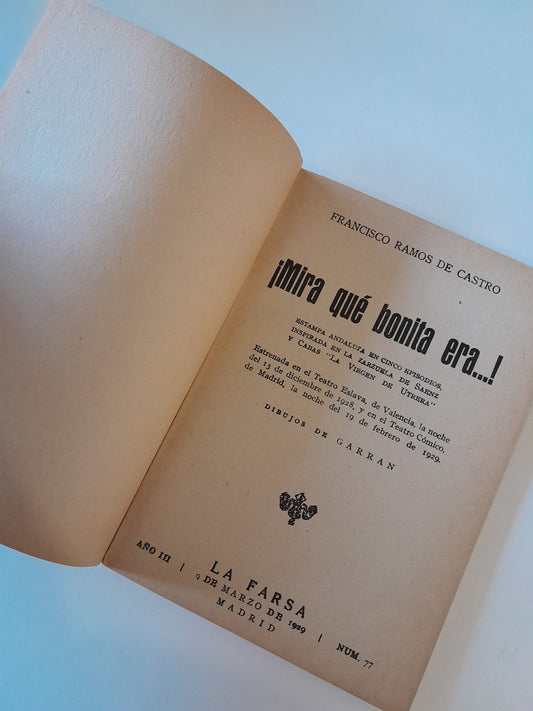 FRANCISCO RAMOS DE CASTRO
¡Mira qué bonita era...!
ESTAMPA ANDALUZA EN CINCO EPISODIOS,
INSPIRADA EN LA ZARZUELA DE SAENZ
Y CABAS "LA VIRGEN DE UTRERA"
Estrenada en el Teatro Eslava, de Valencia, la noche
del 13 de diciembre de 1928, y en el Teatro Cómico,
de Madrid, la noche del 19 de febrero de 1929.
DIBUJOS DE GARRAN
LA FARSA
AÑO III | 9 DE MARZO DE 1929 | NUM. 77
MADRID